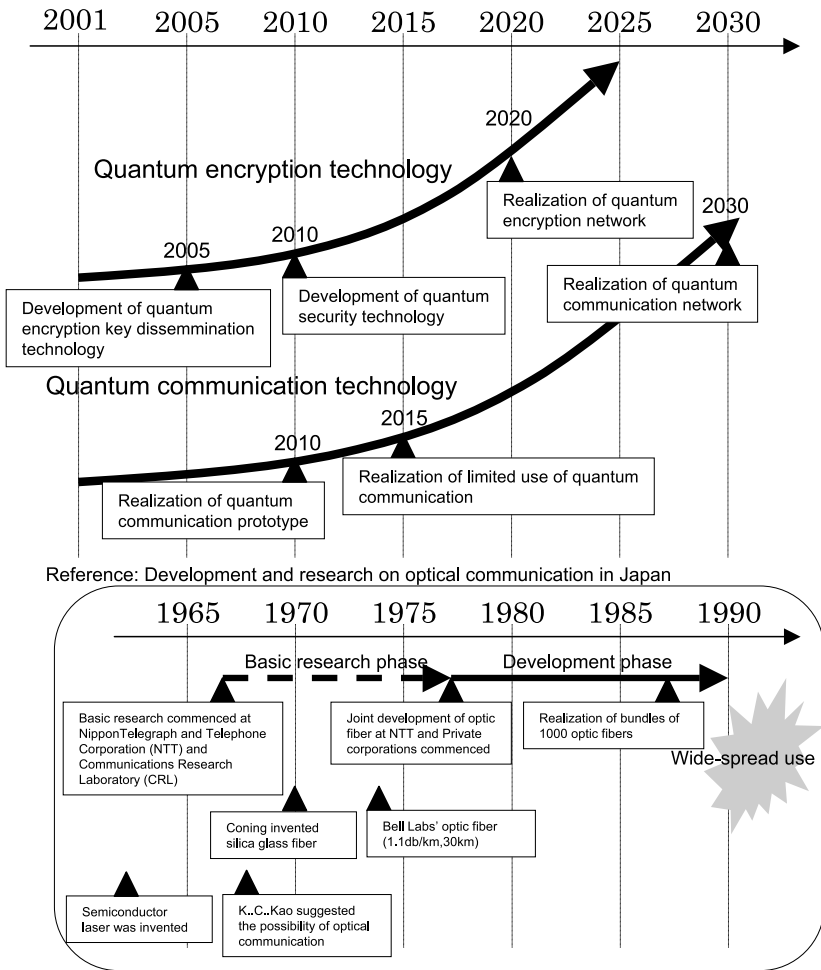 2001 2005 2010 2015 2020 2025 2030
2020
Quantum encryption technology
Realization of quantum
encryption network
2030
2005
2010
Development of quantum
encryption key dissemmination
technology
Development of quantum
security technology
Realization of quantum
communication network
Quantum communication technology
2015
2010
Realization of quantum
communication prototype
Realization of limited use of quantum
communication
Reference: Development and research on optical communication in Japan
1965 1970 1975 1980 1985 1990
Basic research phase
Development phase
Basic research commenced at
NipponTelegraph and Telephone
Corporation (NTT) and
Communications Research
Laboratory (CRL)
Joint development of optic
fiber at NTT and Private
corporations commenced
Realization of bundles of
1000 optic fibers
Wide-spread use
Coning invented
silica glass fiber
Bell Labs' optic fiber
(1.1db/km,30km)
Semiconductor
laser was invented
K..C..Kao suggested
the possibility of optical
communication